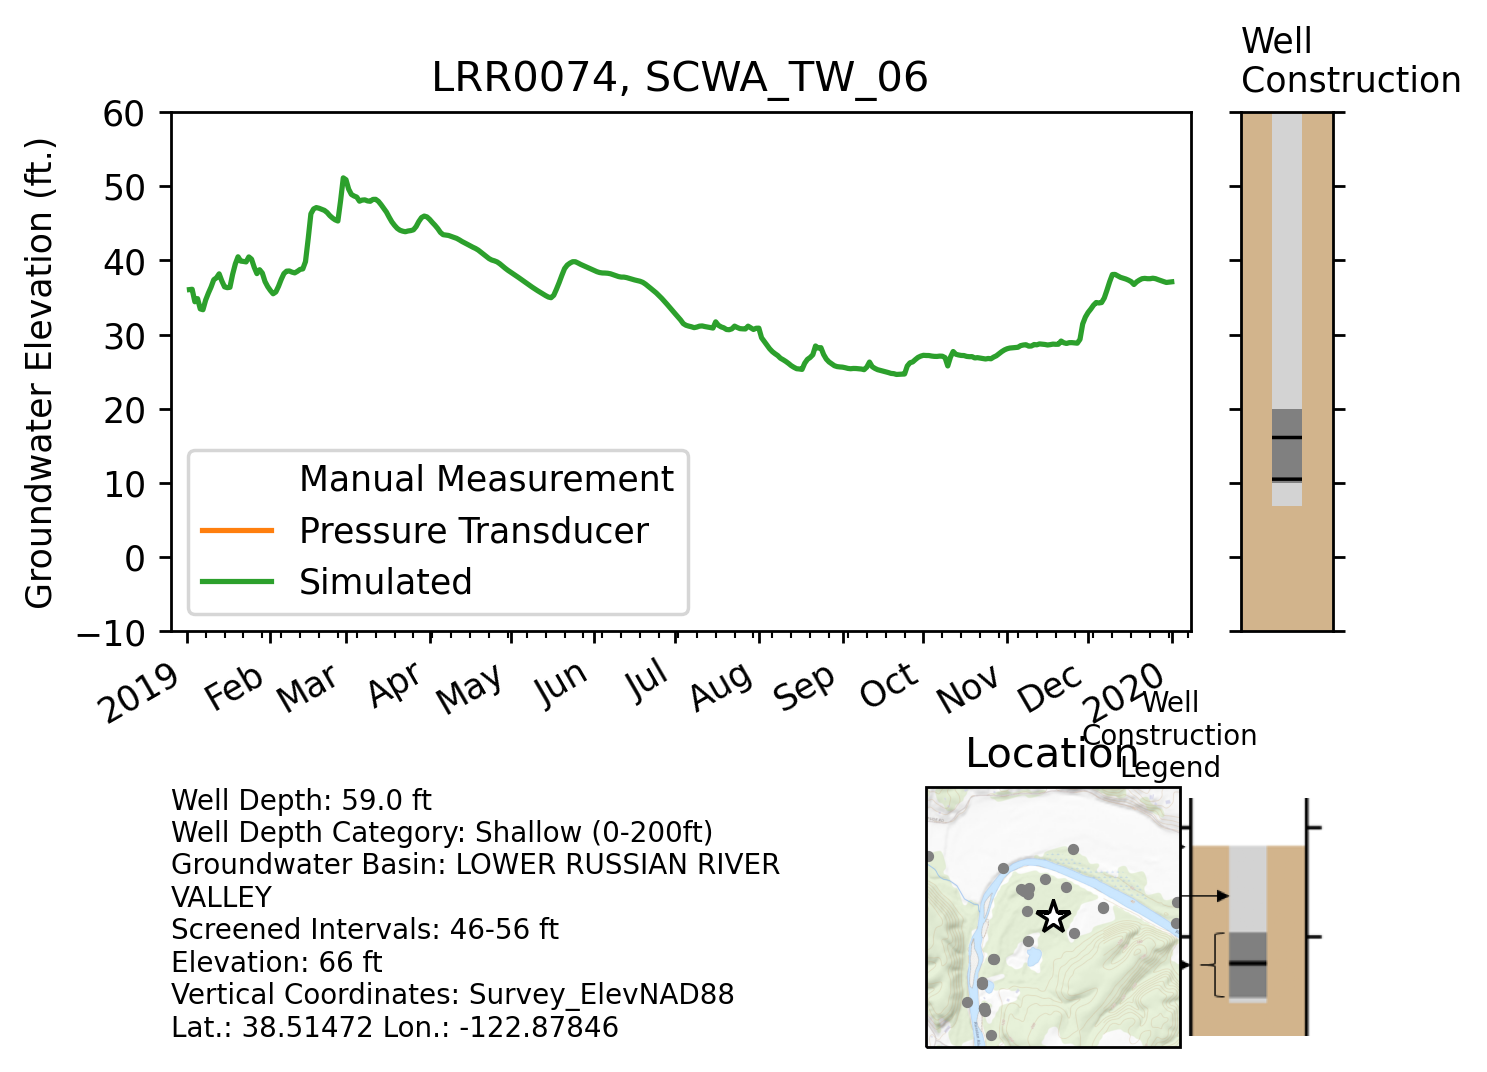 Well
Construction
LRR0074, SCWA_TW_06
Groundwater Elevation (ft.)
60
50
40
30
20
10
0
−10
Manual Measurement
Pressure Transducer
Simulated
2019
Feb
Mar
Apr
May
Jun
Jul
Aug
Sep
Oct
Nov
Dec
2020
Well
Construction
Legend
Location
Well Depth: 59.0 ft
Well Depth Category: Shallow (0-200ft)
Groundwater Basin: LOWER RUSSIAN RIVER
VALLEY
Screened Intervals: 46-56 ft
Elevation: 66 ft
Vertical Coordinates: Survey_ElevNAD88
Lat.: 38.51472 Lon.: -122.87846